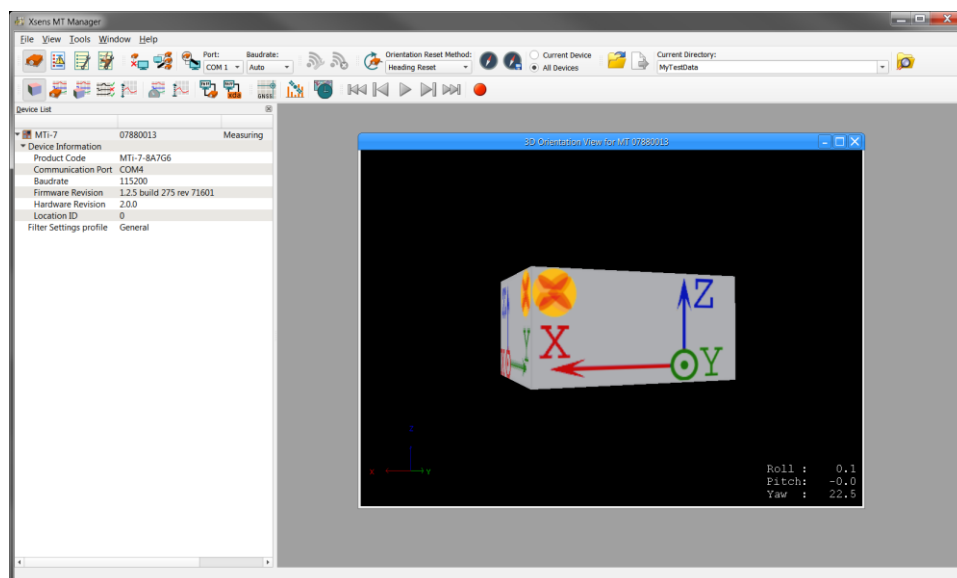 Xsens MT Manager
File View Tools Window Help
Port: Baudrate: Orientation Reset Method: Current Device Current Directory:
COM 1 Auto Heading Reset All Devices MyTestData
Device List
MTi-7 07880013 Measuring
Device Information
Product Code MTi-7-8A7G6
Communication Port COM4
Baudrate 115200
Firmware Revision 1.2.5 build 275 rev 71601
Hardware Revision 2.0.0
Location ID 0
Filter Settings profile General
GNSS
3D Orientation View for MT 07880013
Z
Y
X
Z
X Y
Z
X Y
Roll : 0.1
Pitch: -0.0
Yaw : 22.5